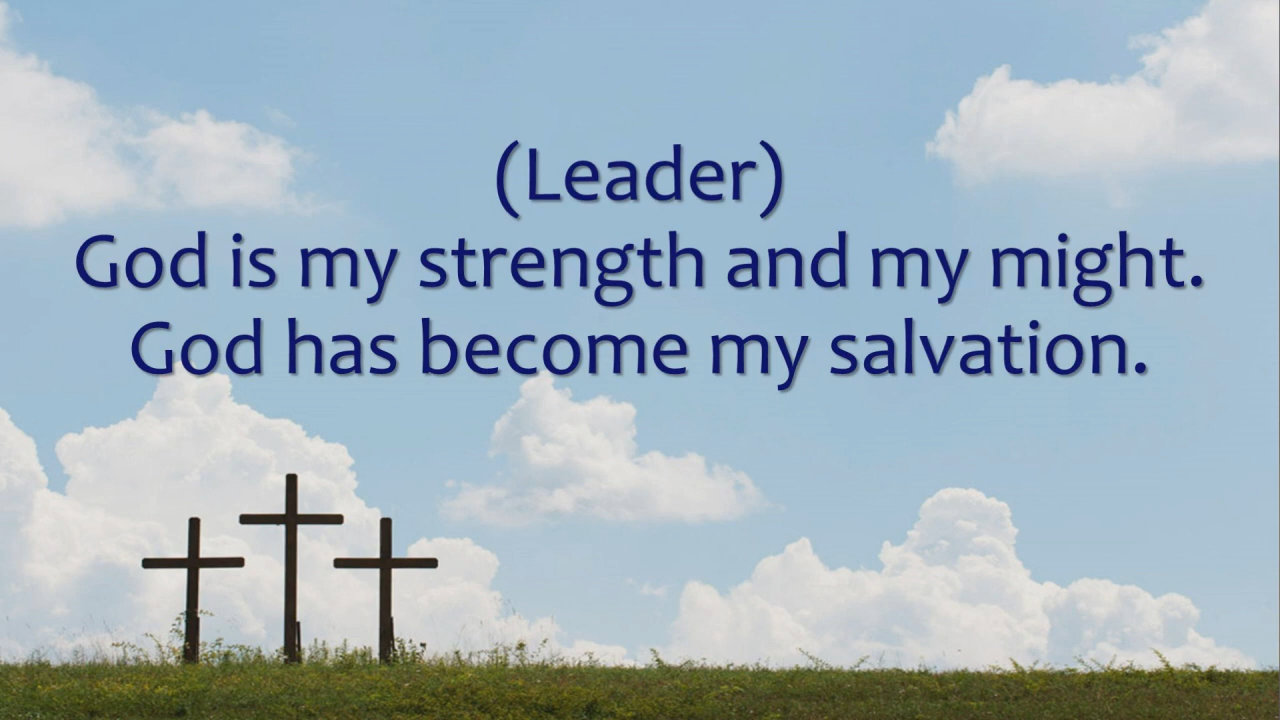 (Leader)
God is my strength and my might.
God has become my salvation.